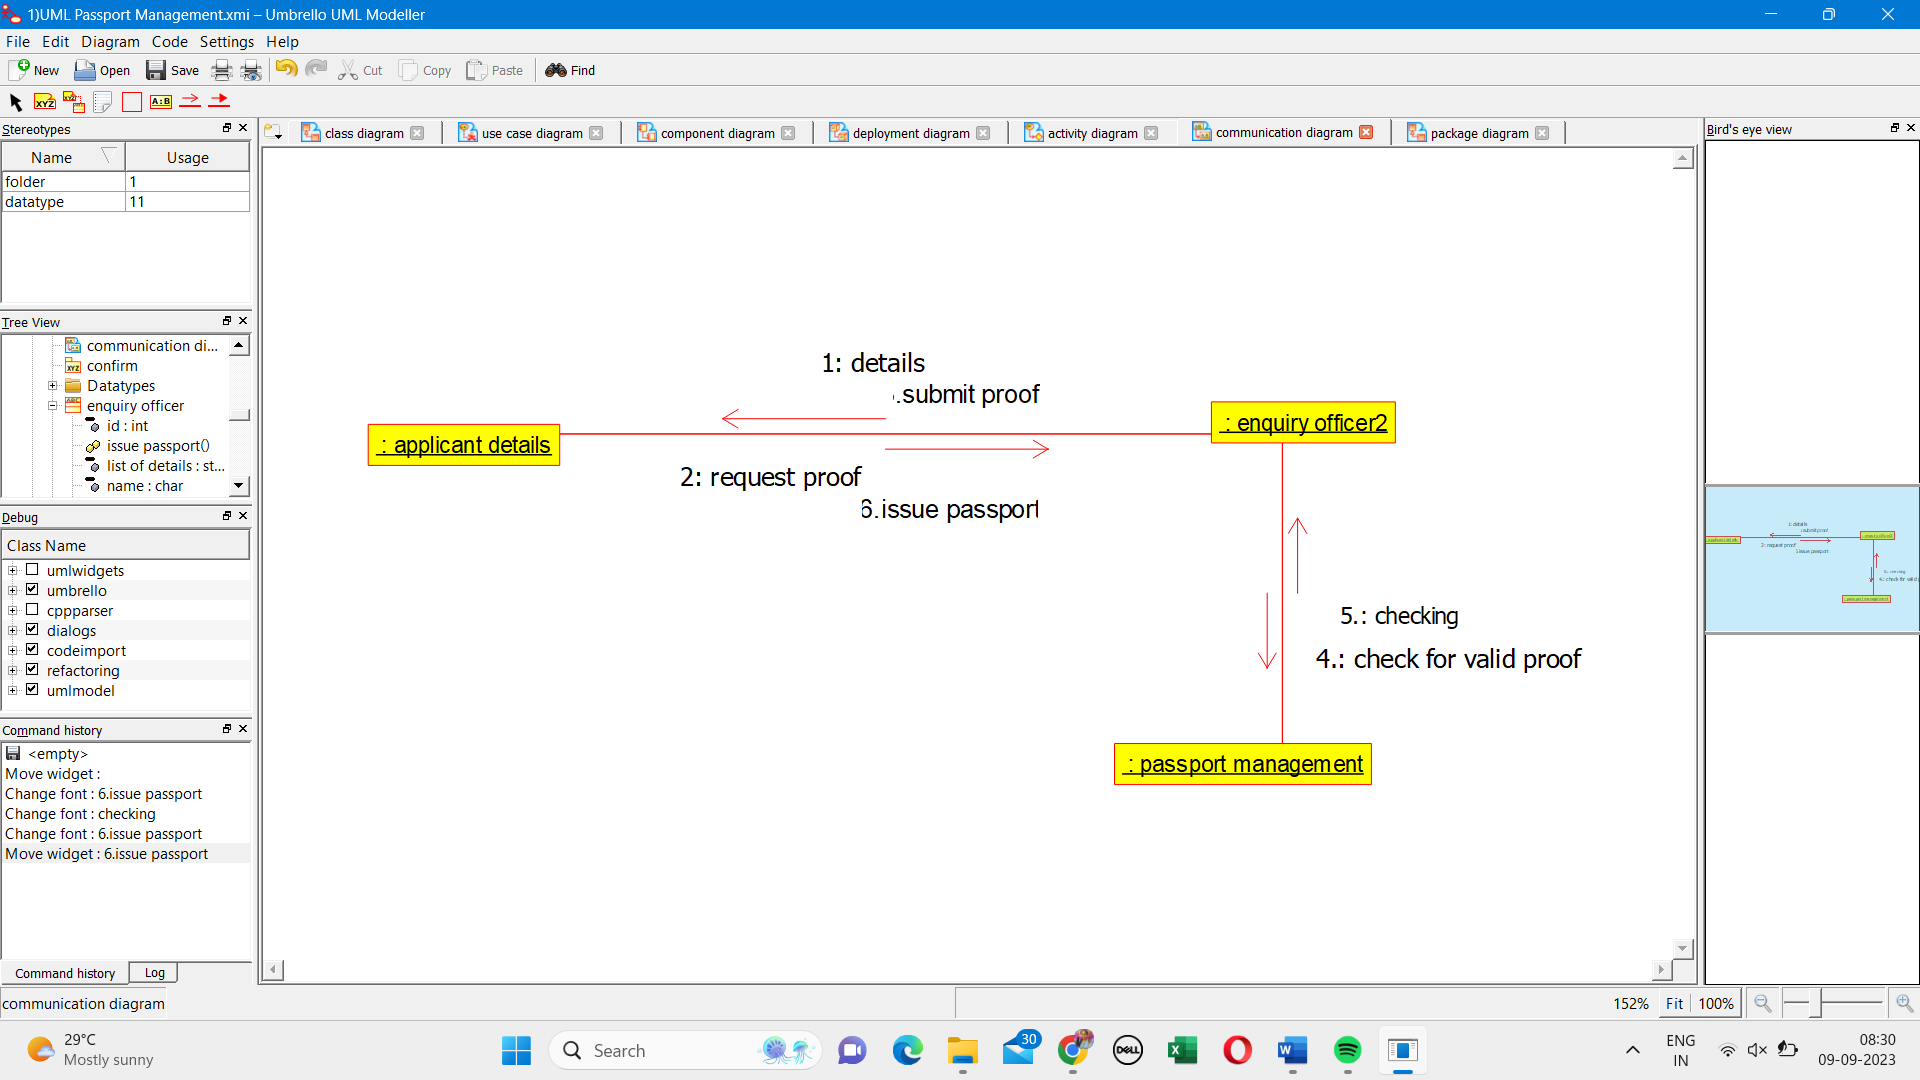 1)UML Passport Management.xmi – Umbrello UML Modeller
File Edit Diagram Code Settings Help
New Open Save Cut Copy Paste Find
XYZ XYZ A:B
Stereotypes
Name Usage
folder 1
datatype 11
Tree View
communication di...
confirm
Datatypes
enquiry officer
id : int
issue passport()
list of details : st...
name : char
Debug
Class Name
umlwidgets
umbrello
cppparser
dialogs
codeimport
refactoring
umlmodel
Command history
<empty>
Move widget :
Change font : 6.issue passport
Change font : checking
Change font : 6.issue passport
Move widget : 6.issue passport
Command history Log
class diagram use case diagram component diagram deployment diagram activity diagram communication diagram package diagram
1: details
.submit proof
: applicant details
: enquiry officer2
2: request proof
6.issue passport
5.: checking
4.: check for valid proof
: passport management
Bird's eye view
communication diagram
152% Fit 100%
29°C
Mostly sunny
Search
30
DELL
ENG
IN
08:30
09-09-2023